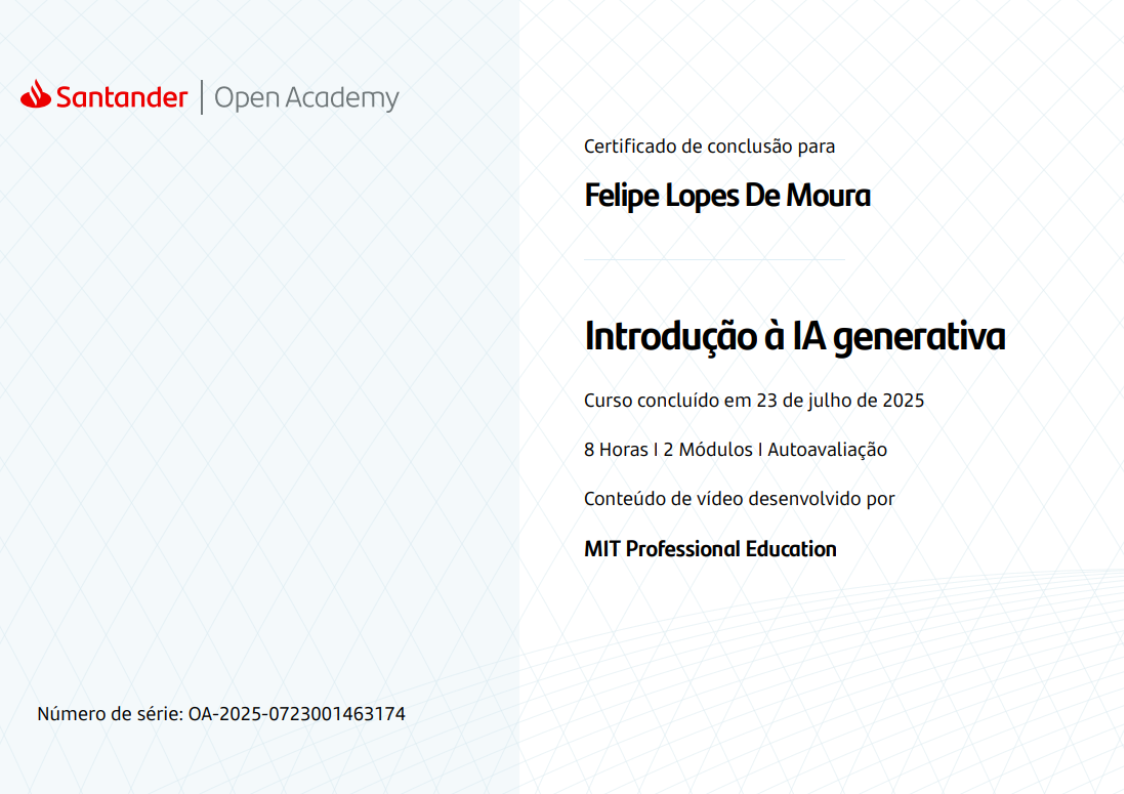 Santander | Open Academy
Certificado de conclusão para
Felipe Lopes De Moura
Introdução à IA generativa
Curso concluído em 23 de julho de 2025
8 Horas I 2 Módulos I Autoavaliação
Conteúdo de vídeo desenvolvido por
MIT Professional Education
Número de série: OA-2025-0723001463174